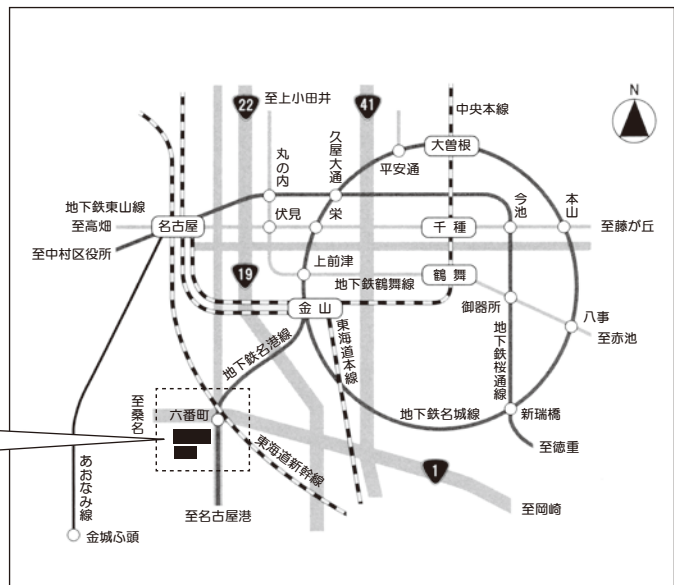 N
22
至上小田井
41
中央本線
丸の内
久屋大通
平安通
大曽根
地下鉄東山線
至高畑
名古屋
伏見
栄
千種
今池
本山
至藤が丘
至中村区役所
上前津
19
地下鉄鶴舞線
鶴舞
金山
御器所
八事
至赤池
地下鉄名港線
東海道本線
地下鉄桜通線
至桑名
六番町
地下鉄名城線
新瑞橋
至徳重
東海道新幹線
1
あおなみ線
至名古屋港
至岡崎
金城ふ頭